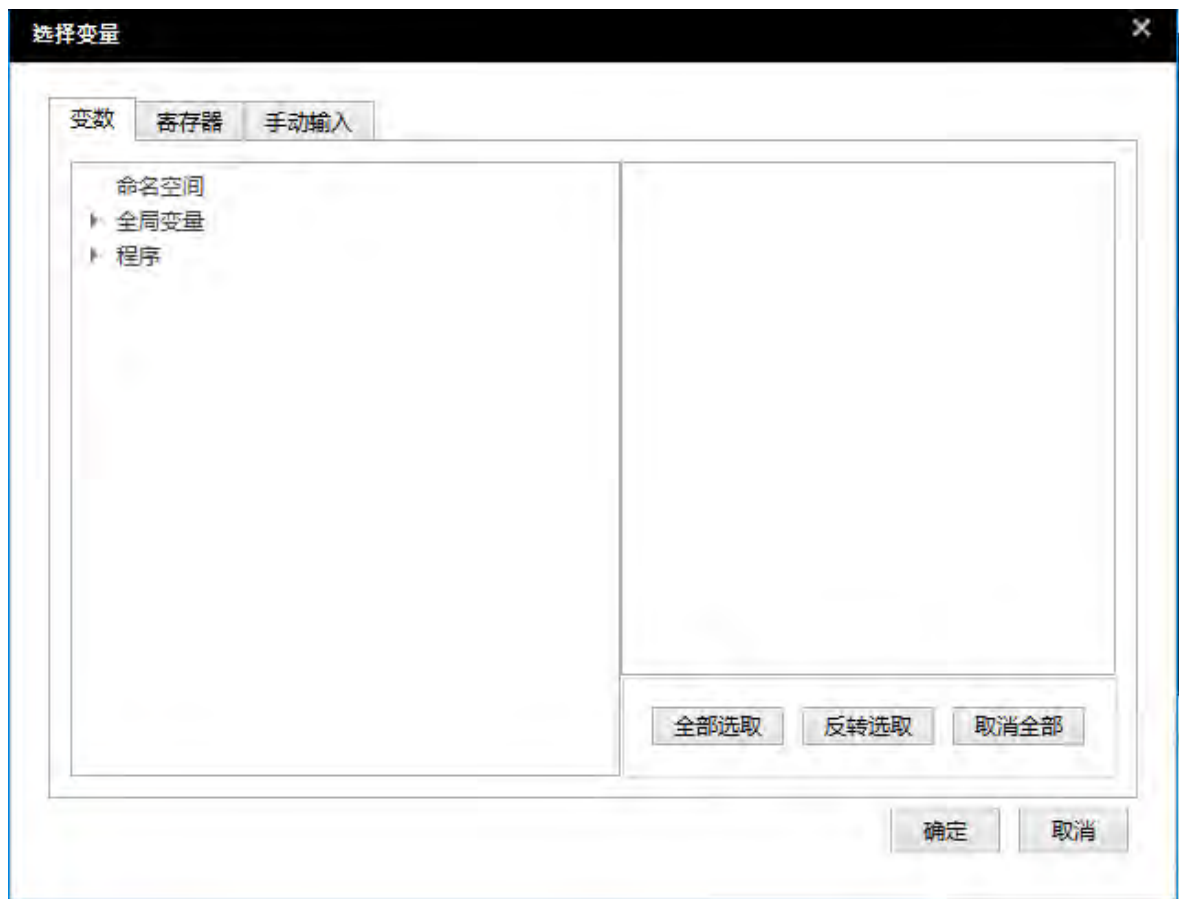 选择变量
变数 寄存器 手动输入
命名空间
全局变量
程序
全部选取 反转选取 取消全部
确定 取消